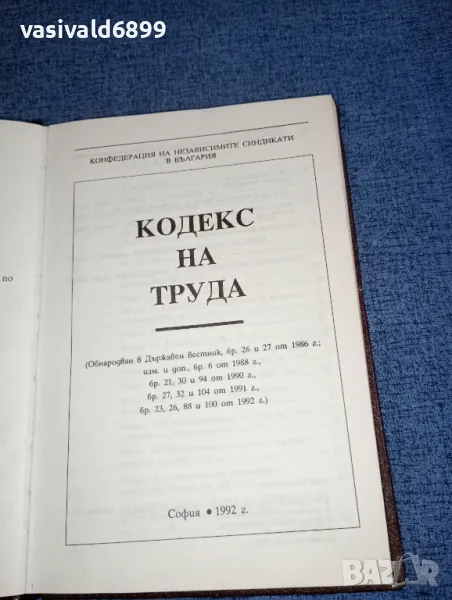 vasivald6899
КОНФЕДЕРАЦИЯ НА НЕЗАВИСИМИТЕ СИНДИКАТИ
В БЪЛГАРИЯ
КОДЕКС
НА
ТРУДА
по
(Обнародван в Държавен вестник, бр. 26 и 27 от 1986 г.;
изм. и доп., бр. 6 от 1988 г.,
бр. 21, 30 и 94 от 1990 г.,
бр. 27, 32 и 104 от 1991 г.,
бр. 23, 26, 88 и 100 от 1992 г.)
София • 1992 г.
BAZAR